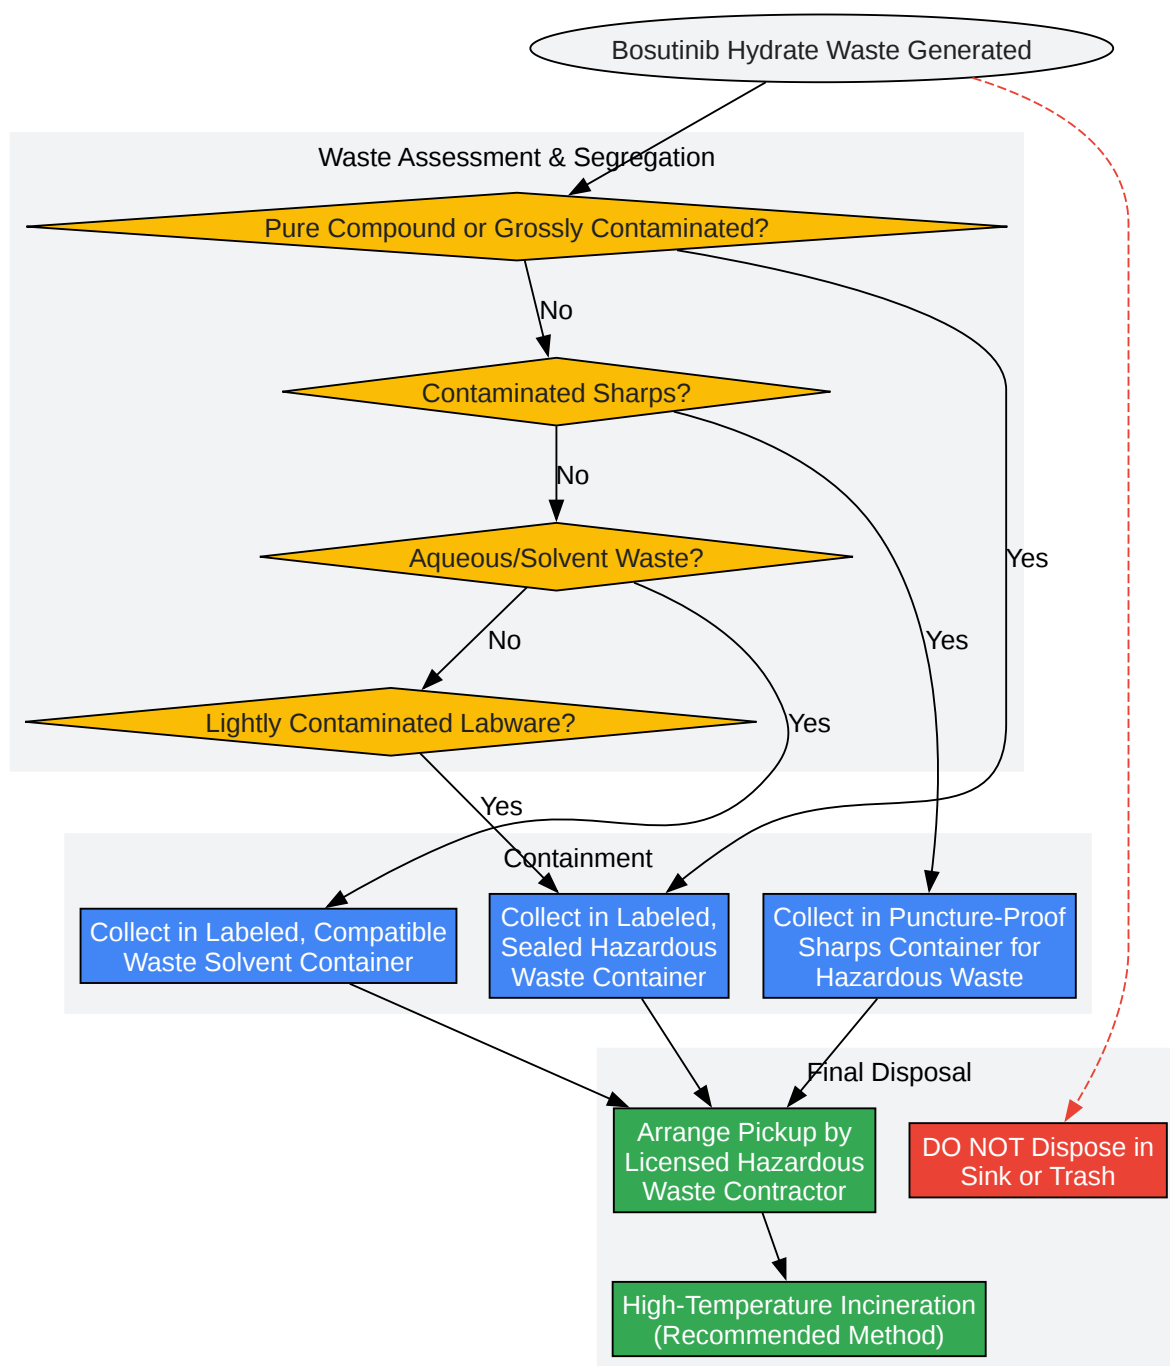 Bosutinib Hydrate Waste Generated
Waste Assessment & Segregation
Pure Compound or Grossly Contaminated?
No
Contaminated Sharps?
No
Aqueous/Solvent Waste?
Yes
No
Yes
Lightly Contaminated Labware?
Yes
Yes
Containment
Collect in Labeled, Compatible
Waste Solvent Container
Collect in Labeled,
Sealed Hazardous
Waste Container
Collect in Puncture-Proof
Sharps Container for
Hazardous Waste
Final Disposal
Arrange Pickup by
Licensed Hazardous
Waste Contractor
DO NOT Dispose in
Sink or Trash
High-Temperature Incineration
(Recommended Method)